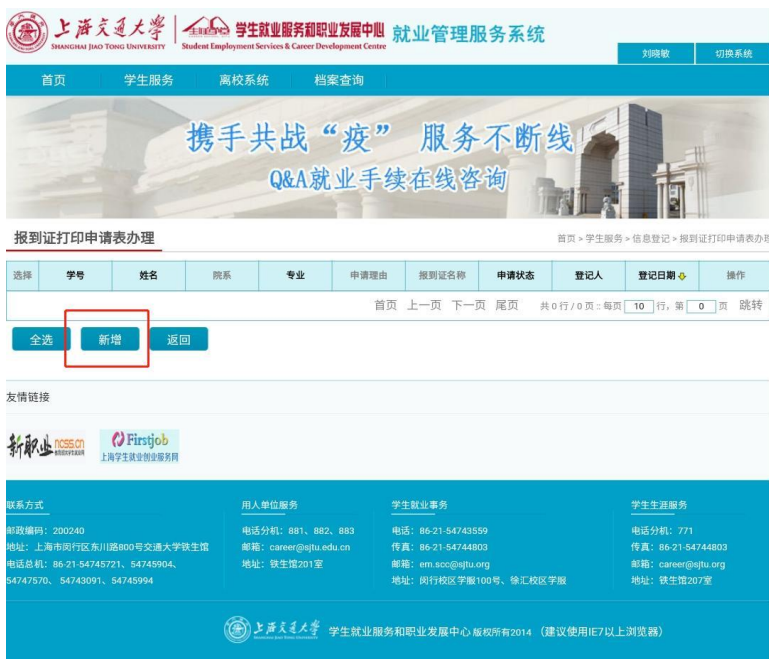 上海交通大学
SHANGHAI JIAO TONG UNIVERSITY
学生就业服务和职业发展中心
Student Employment Services & Career Development Centre
就业管理服务系统
刘晓敏 切换系统
首页 学生服务 离校系统 档案查询
携手共战“疫” 服务不断线
Q&A就业手续在线咨询
报到证打印申请表办理
首页 » 学生服务 » 信息登记 » 报到证打印申请表办理
选择 学号 姓名 院系 专业 申请理由 报到证名称 申请状态 登记人 登记日期 操作
首页 上一页 下一页 尾页 共 0 行 / 0 页 :: 每页 10 行，第 0 页 跳转
全选 新增 返回
友情链接
新职业 ncss.cn
Firstjob
上海学生就业创业服务网
联系方式
邮政编码：200240
地址：上海市闵行区东川路800号交通大学铁生馆
电话总机：86-21-54745721、54745904、
54747570、 54743091、 54745994
用人单位服务
电话分机：881、882、883
邮箱：career@sjtu.edu.cn
地址：铁生馆201室
学生就业事务
电话：86-21-54743559
传真：86-21-54744803
邮箱：em.scc@sjtu.org
地址：闵行校区学服100号、徐汇校区学服
学生生涯服务
电话分机：771
传真：86-21-54744803
邮箱：career@sjtu.org
地址：铁生馆207室
上海交通大学 学生就业服务和职业发展中心 版权所有2014 （建议使用IE7以上浏览器）